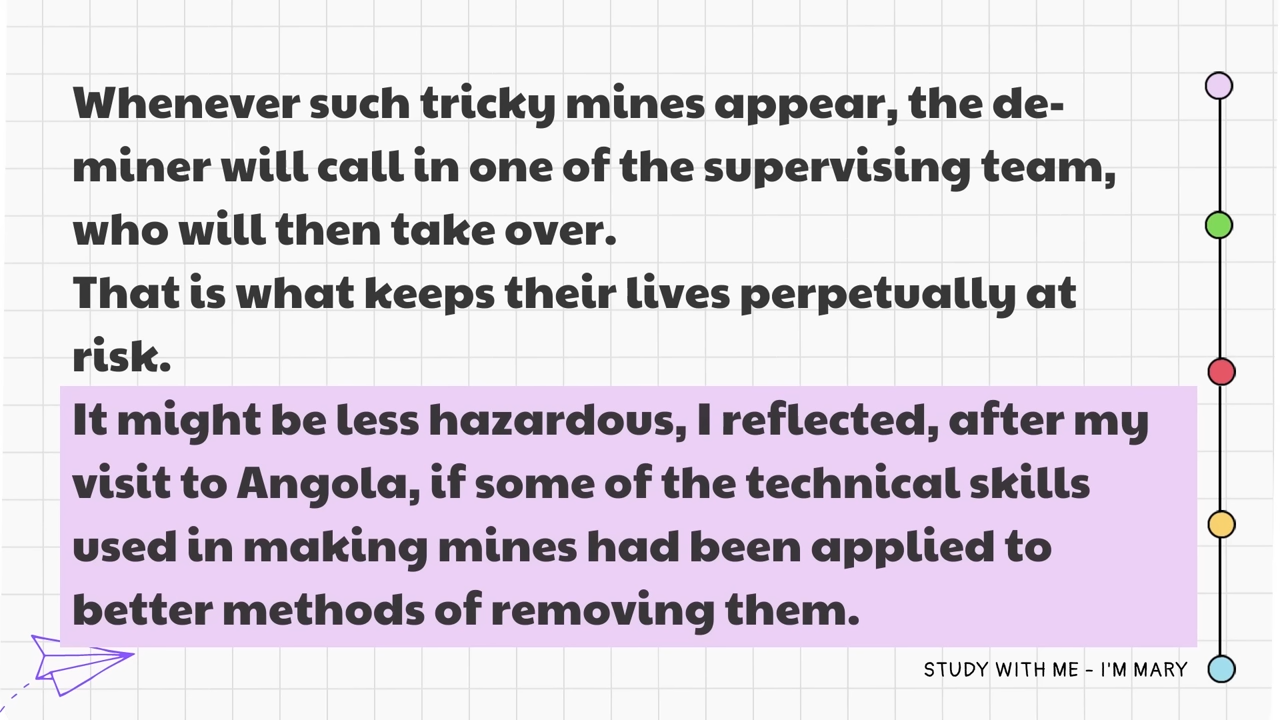 Whenever such tricky mines appear, the de-
miner will call in one of the supervising team,
who will then take over.
That is what keeps their lives perpetually at
risk.
It might be less hazardous, I reflected, after my
visit to Angola, if some of the technical skills
used in making mines had been applied to
better methods of removing them.
STUDY WITH ME - I'M MARY